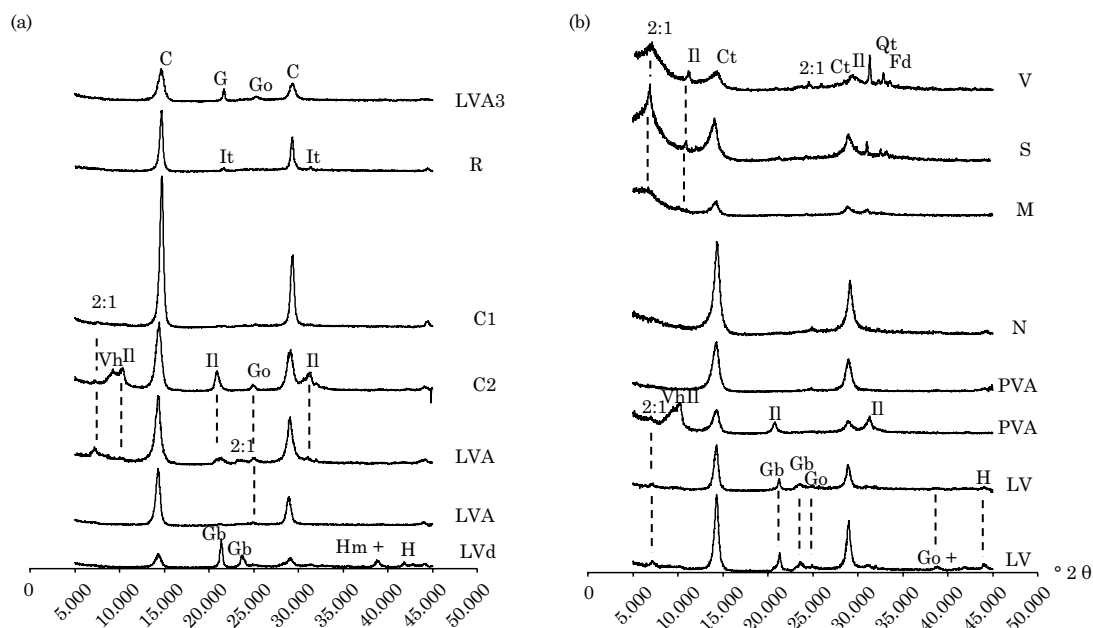 (a)
C
G
Go
C
LVA3
It
It
R
2:1
C1
Vh
Il
Il
Go
Il
C2
2:1
LVA
LVA
Gb
Gb
Hm +
H
LVd
0
5.000
10.000
15.000
20.000
25.000
30.000
35.000
40.000
45.000
50.000
(b)
2:1
Il
Ct
2:1
Ct
Il
Qt
Fd
V
S
M
N
PVA
2:1
Vh
Il
Il
Il
PVA
Gb
Gb
Go
H
LV
Go +
LV
0
5.000
10.000
15.000
20.000
25.000
30.000
35.000
40.000
45.000
50.000
° 2 θ